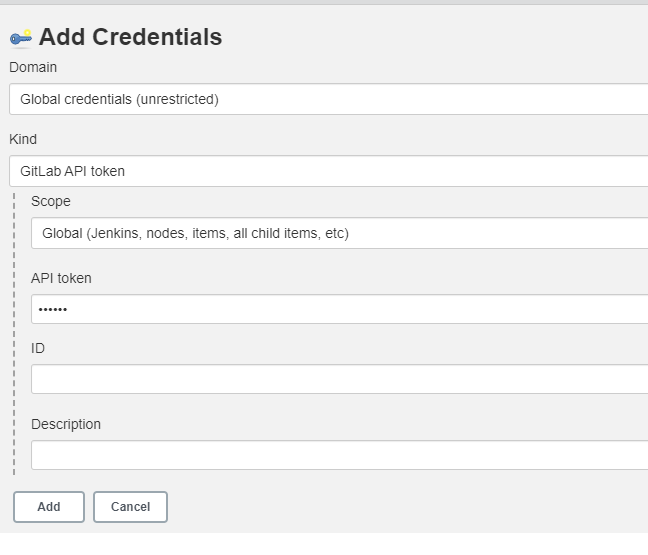 Add Credentials
Domain
Global credentials (unrestricted)
Kind
GitLab API token
Scope
Global (Jenkins, nodes, items, all child items, etc)
API token
••••••
ID
Description
Add Cancel